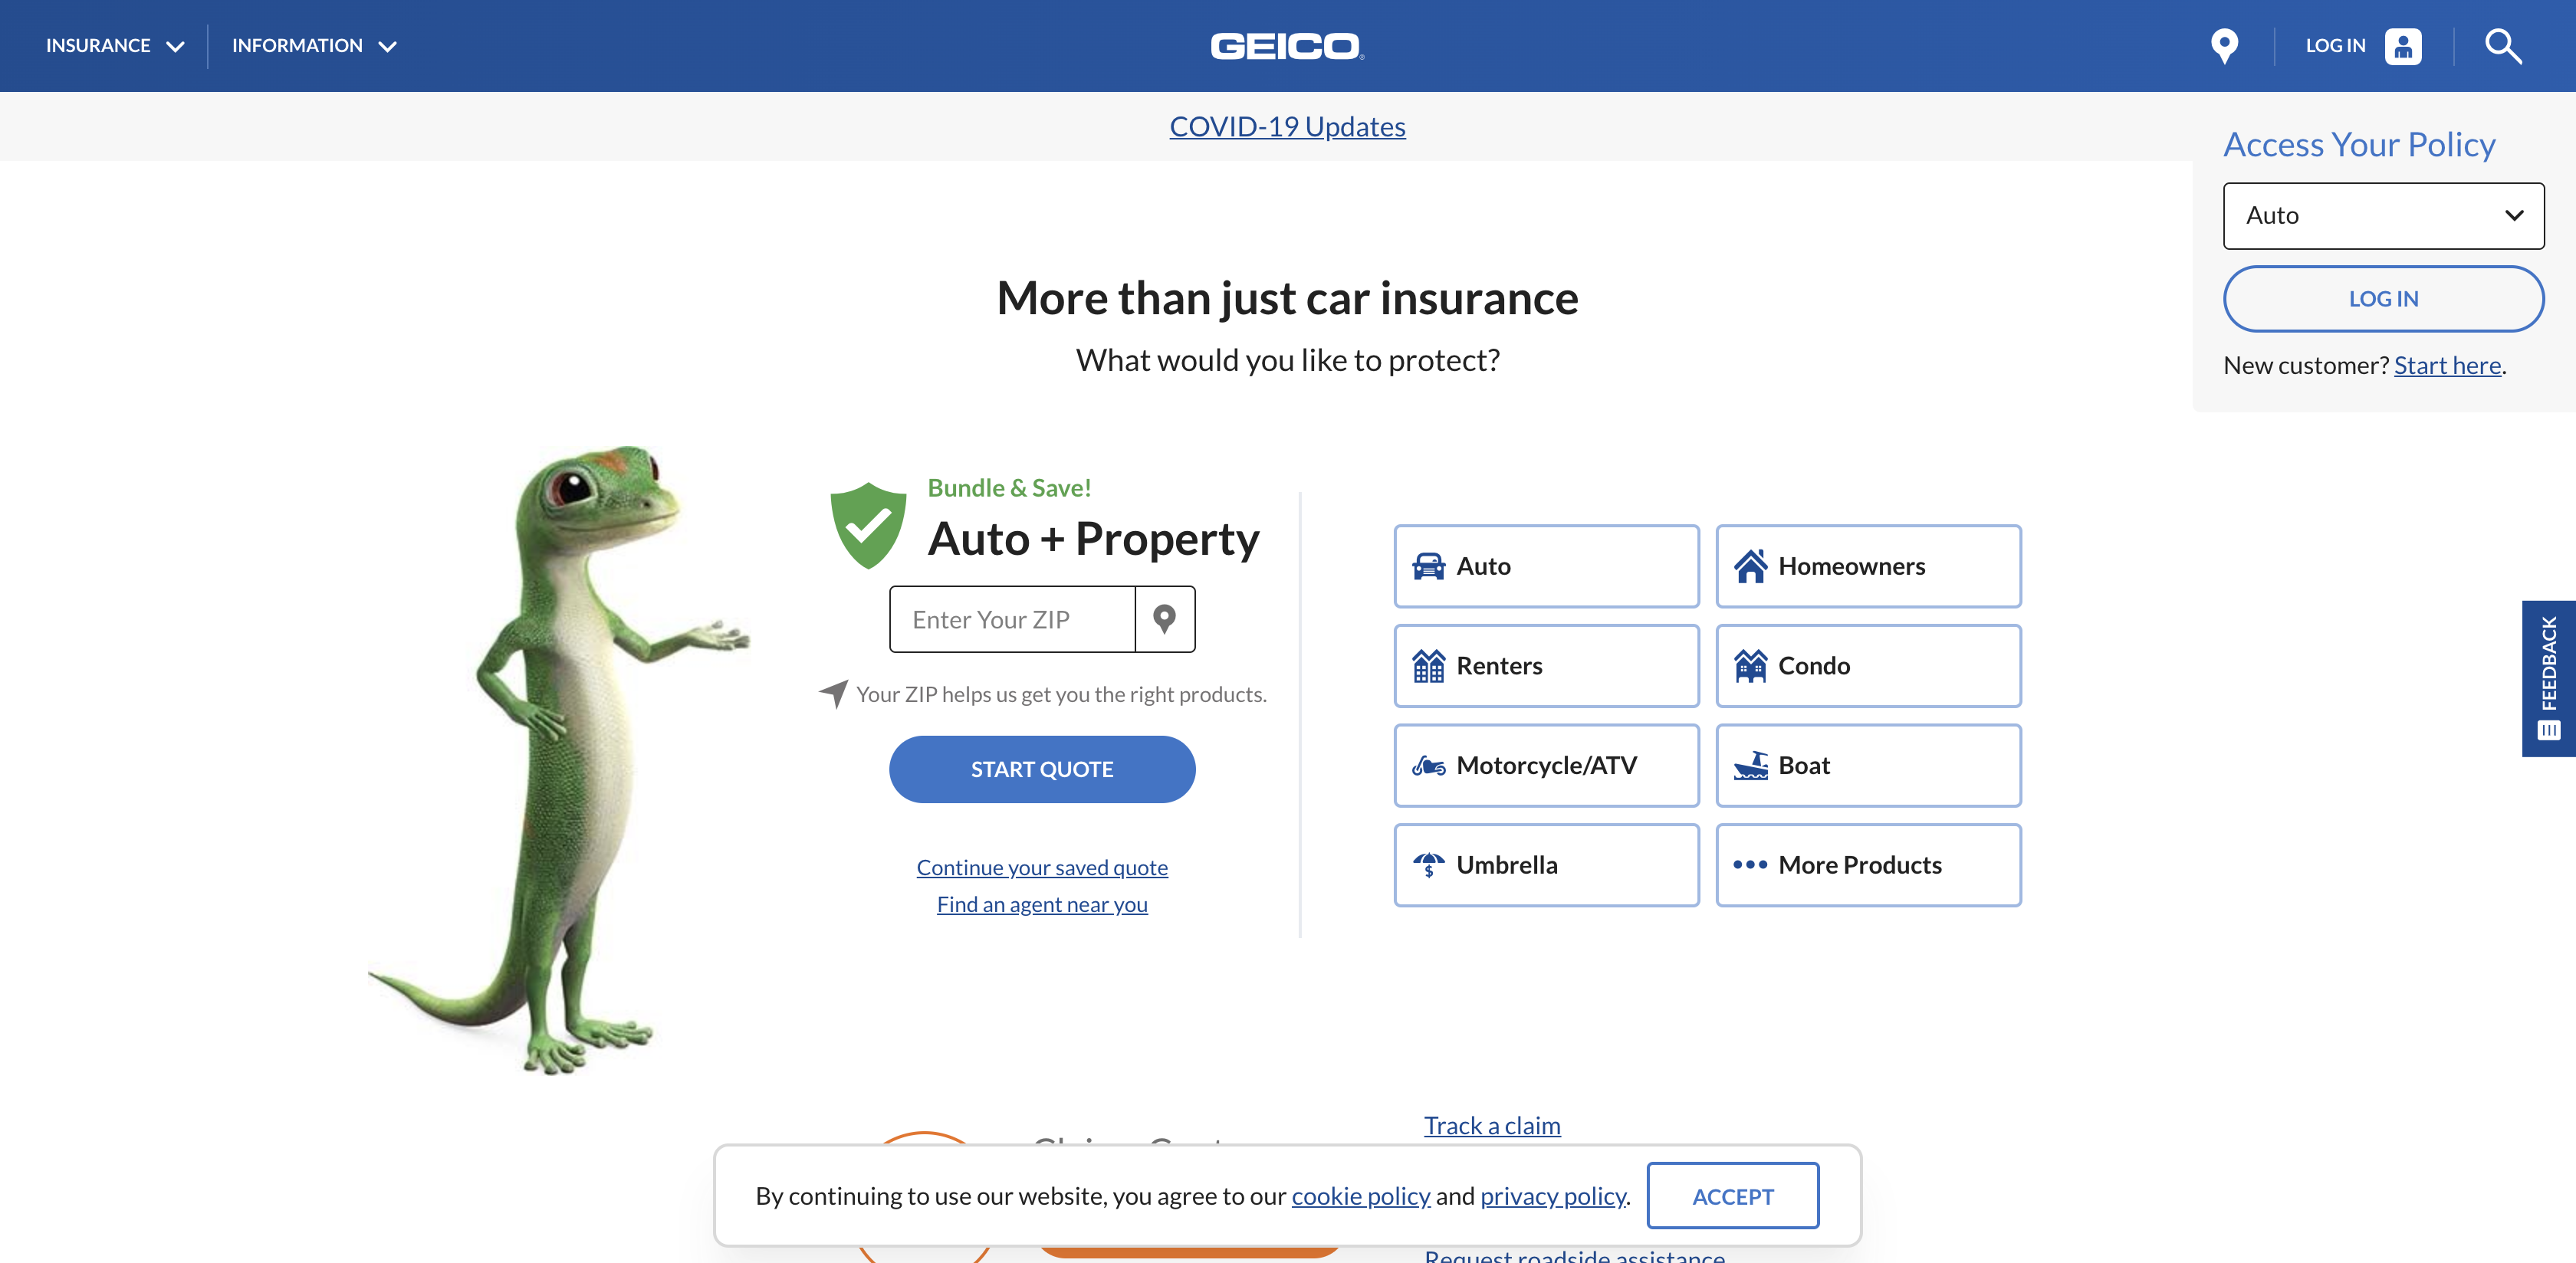 INSURANCE
INFORMATION
GEICO
LOG IN
COVID-19 Updates
Access Your Policy
Auto
LOG IN
New customer? Start here.
More than just car insurance
What would you like to protect?
Bundle & Save!
Auto + Property
Enter Your ZIP
Your ZIP helps us get you the right products.
START QUOTE
Continue your saved quote
Find an agent near you
Auto
Homeowners
Renters
Condo
Motorcycle/ATV
Boat
Umbrella
More Products
FEEDBACK
Track a claim
By continuing to use our website, you agree to our cookie policy and privacy policy.
ACCEPT
Request roadside assistance